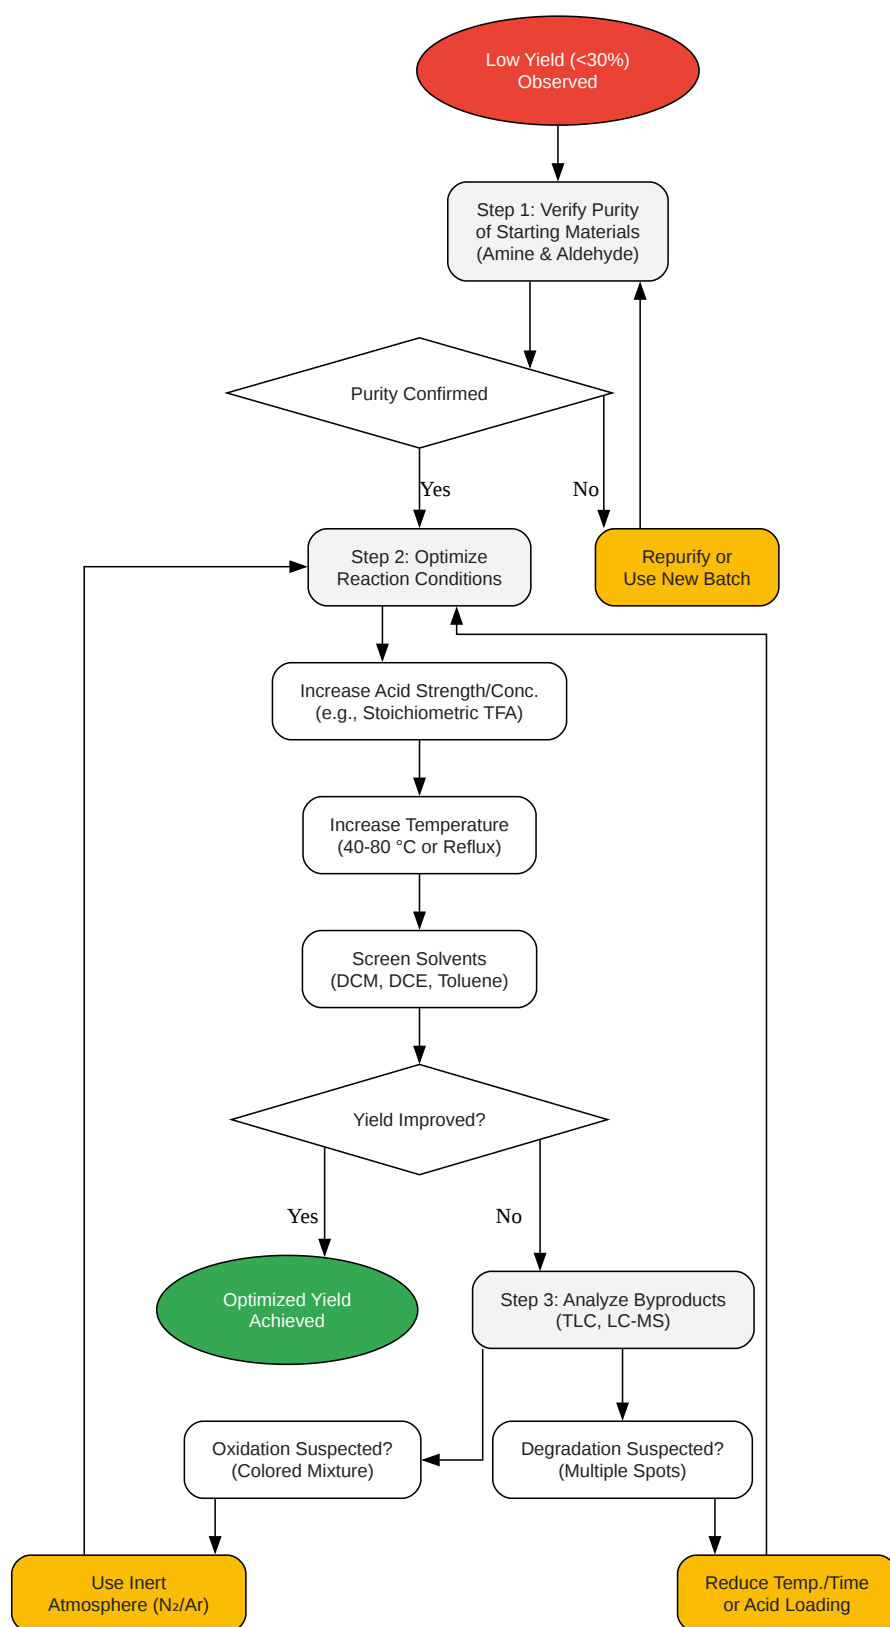 Low Yield (<30%)
Observed
Step 1: Verify Purity
of Starting Materials
(Amine & Aldehyde)
Purity Confirmed
Yes
No
Step 2: Optimize
Reaction Conditions
Repurify or
Use New Batch
Increase Acid Strength/Conc.
(e.g., Stoichiometric TFA)
Increase Temperature
(40-80 °C or Reflux)
Screen Solvents
(DCM, DCE, Toluene)
Yield Improved?
Yes
No
Optimized Yield
Achieved
Step 3: Analyze Byproducts
(TLC, LC-MS)
Oxidation Suspected?
(Colored Mixture)
Degradation Suspected?
(Multiple Spots)
Use Inert
Atmosphere (N₂/Ar)
Reduce Temp./Time
or Acid Loading